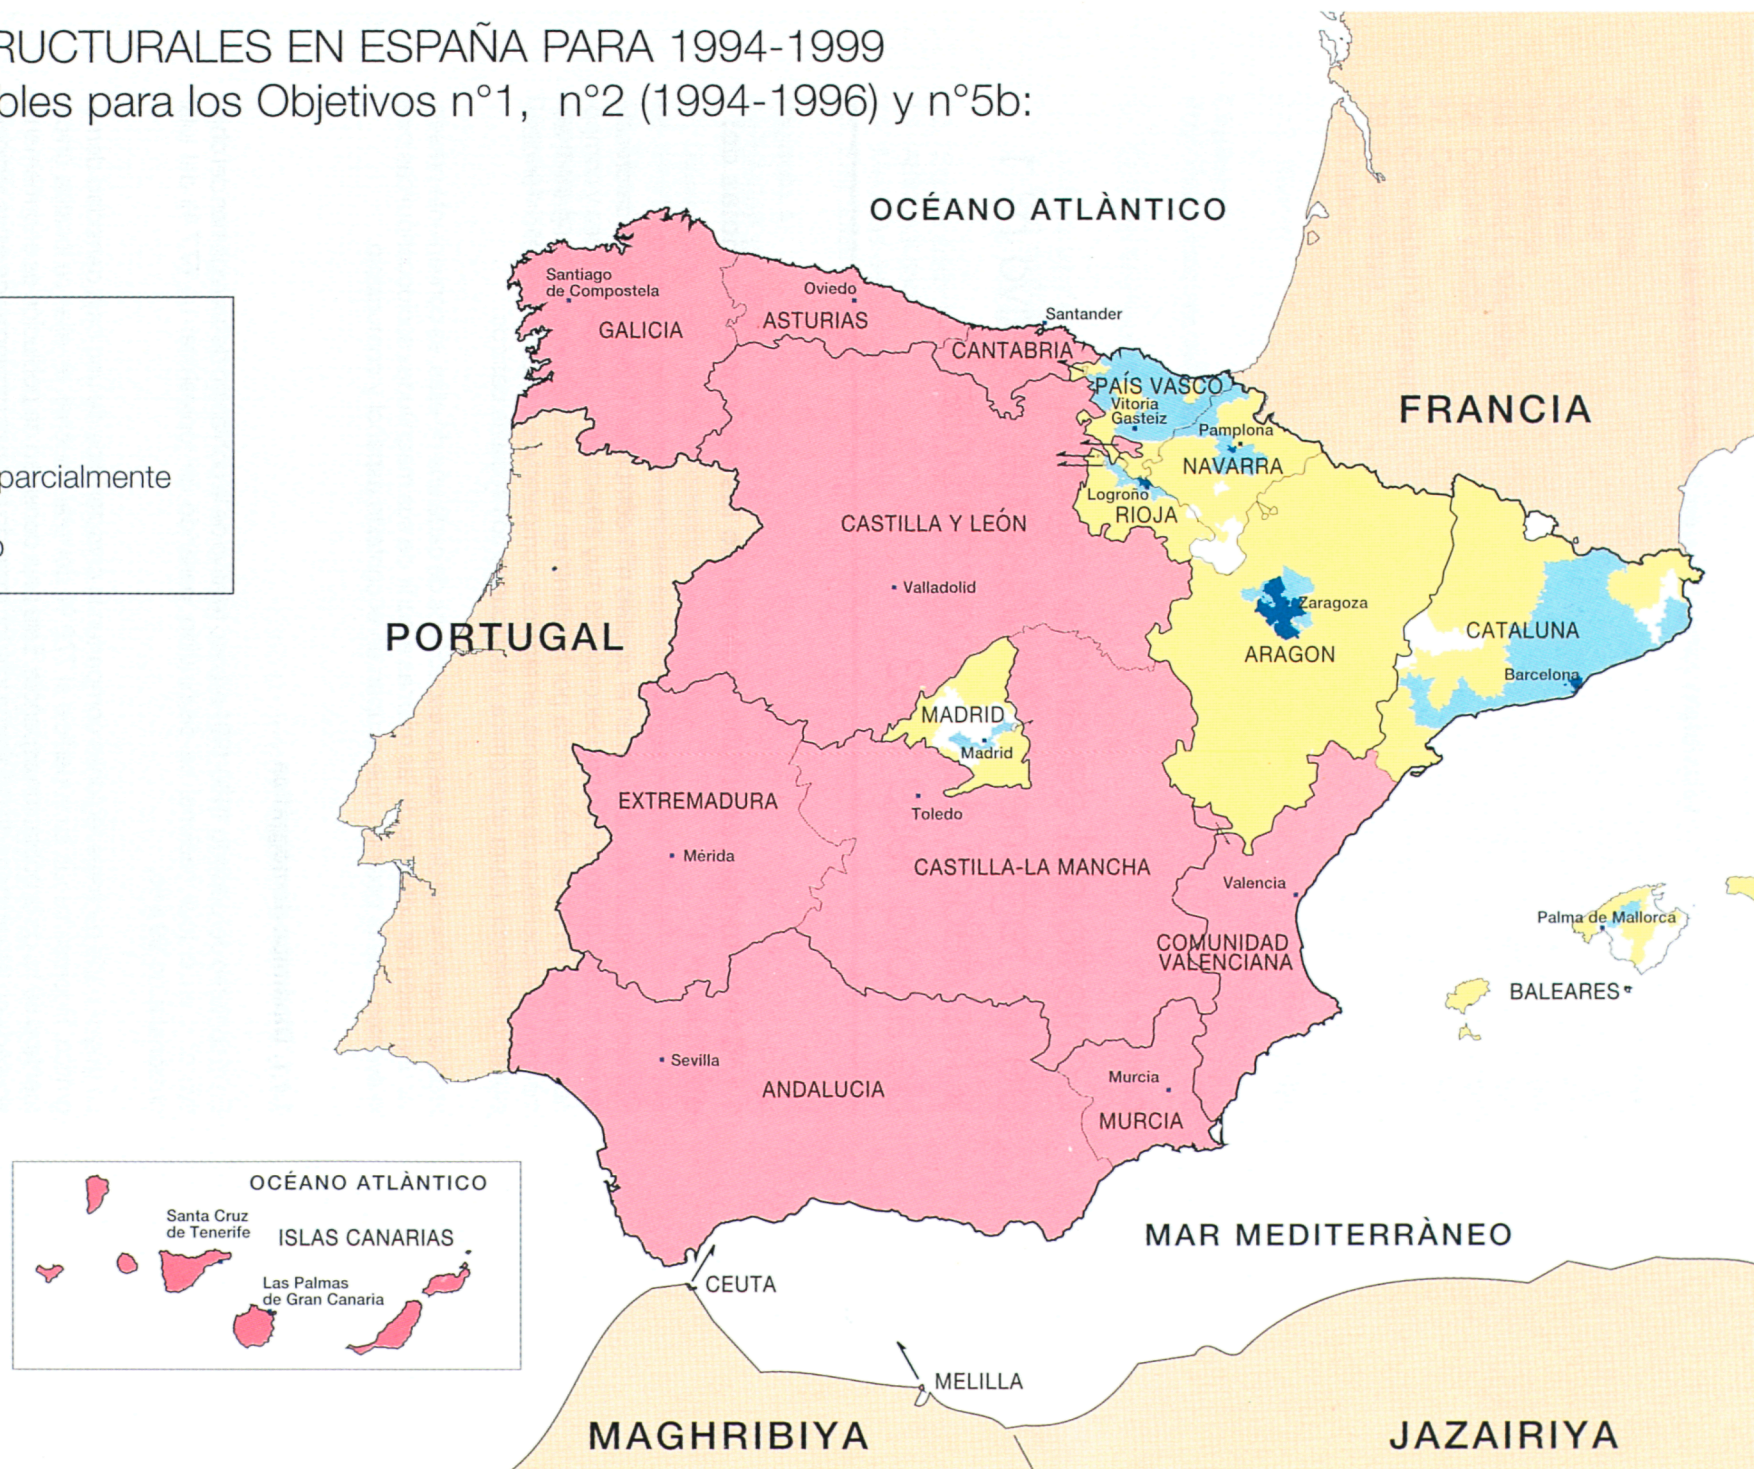 RUCTURALES EN ESPAÑA PARA 1994-1999
bles para los Objetivos n°1, n°2 (1994-1996) y n°5b:
OCÉANO ATLÀNTICO
Santiago
de Compostela
GALICIA
Oviedo
ASTURIAS
Santander
CANTABRIA
PAÍS VASCO
Vitoria
Gasteiz
Pamplona
NAVARRA
Logroño
RIOJA
FRANCIA
parcialmente
o
CASTILLA Y LEÓN
Valladolid
PORTUGAL
Zaragoza
ARAGON
CATALUNA
Barcelona
MADRID
Madrid
EXTREMADURA
Mérida
Toledo
CASTILLA-LA MANCHA
Valencia
COMUNIDAD
VALENCIANA
Palma de Mallorca
BALEARES
Sevilla
ANDALUCIA
Murcia
MURCIA
OCÉANO ATLÀNTICO
Santa Cruz
de Tenerife
ISLAS CANARIAS
Las Palmas
de Gran Canaria
MAR MEDITERRÀNEO
CEUTA
MELILLA
MAGHRIBIYA
JAZAIRIYA